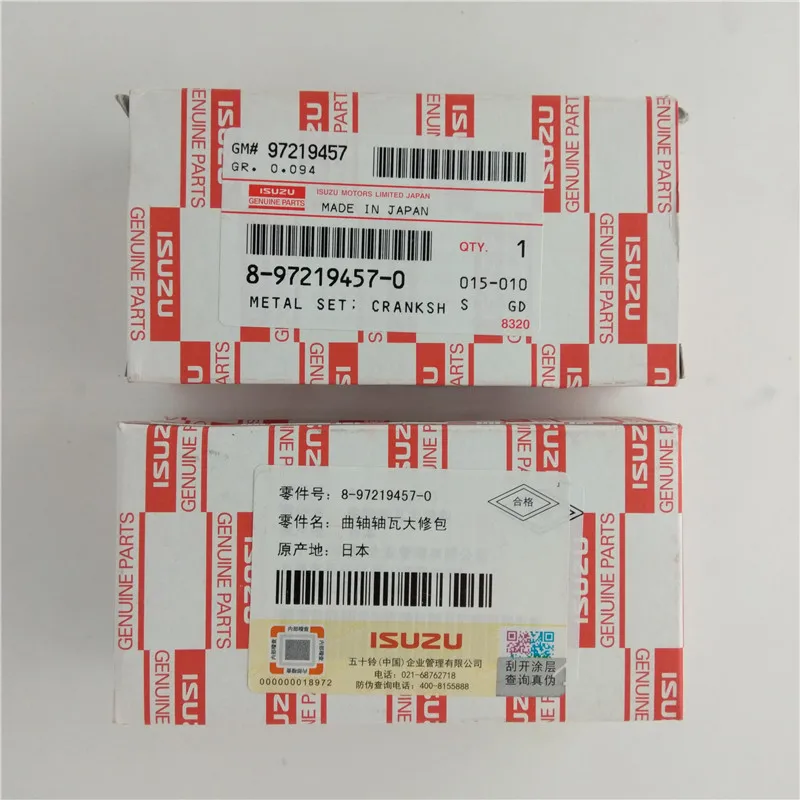 GM# 97219457
GR. 0.094
ISUZU
GENUINE PARTS
ISUZU MOTORS LIMITED JAPAN
MADE IN JAPAN
QTY. 1
8-97219457-0 015-010
METAL SET; CRANKSH S GD
8320
ISUZU
GENUINE PARTS
零件号: 8-97219457-0
合格
零件名: 曲轴轴瓦大修包
原产地: 日本
ISUZU
五十铃(中国)企业管理有限公司
电话: 021-68762718
防伪查询电话: 400-8155888
000000018972
刮开涂层
查询真伪
ISUZU
GENUINE PARTS